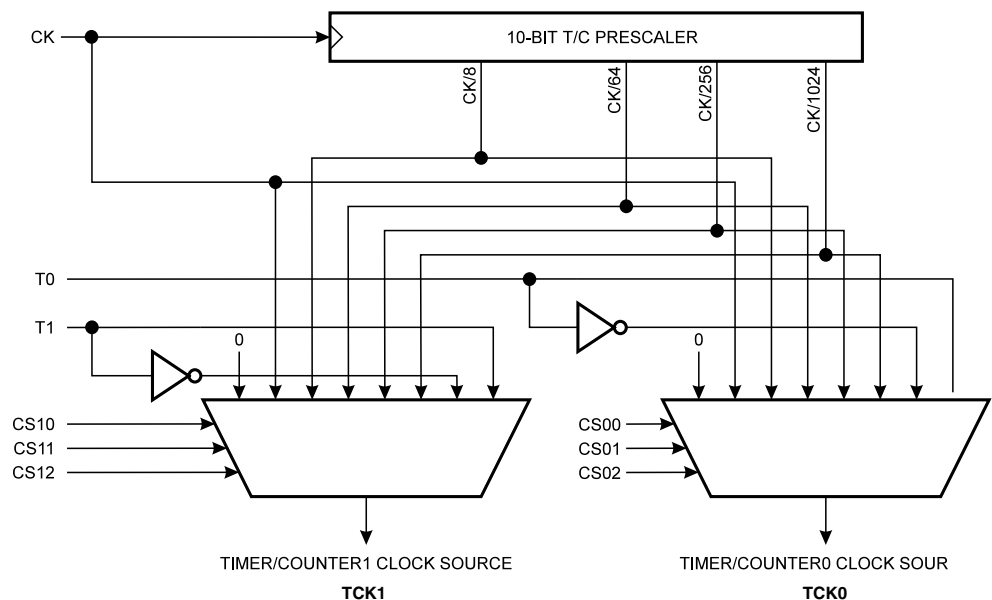 CK
10-BIT T/C PRESCALER
CK/8
CK/64
CK/256
CK/1024
T0
T1
0
0
CS10
CS11
CS12
CS00
CS01
CS02
TIMER/COUNTER1 CLOCK SOURCE
TCK1
TIMER/COUNTER0 CLOCK SOUR
TCK0